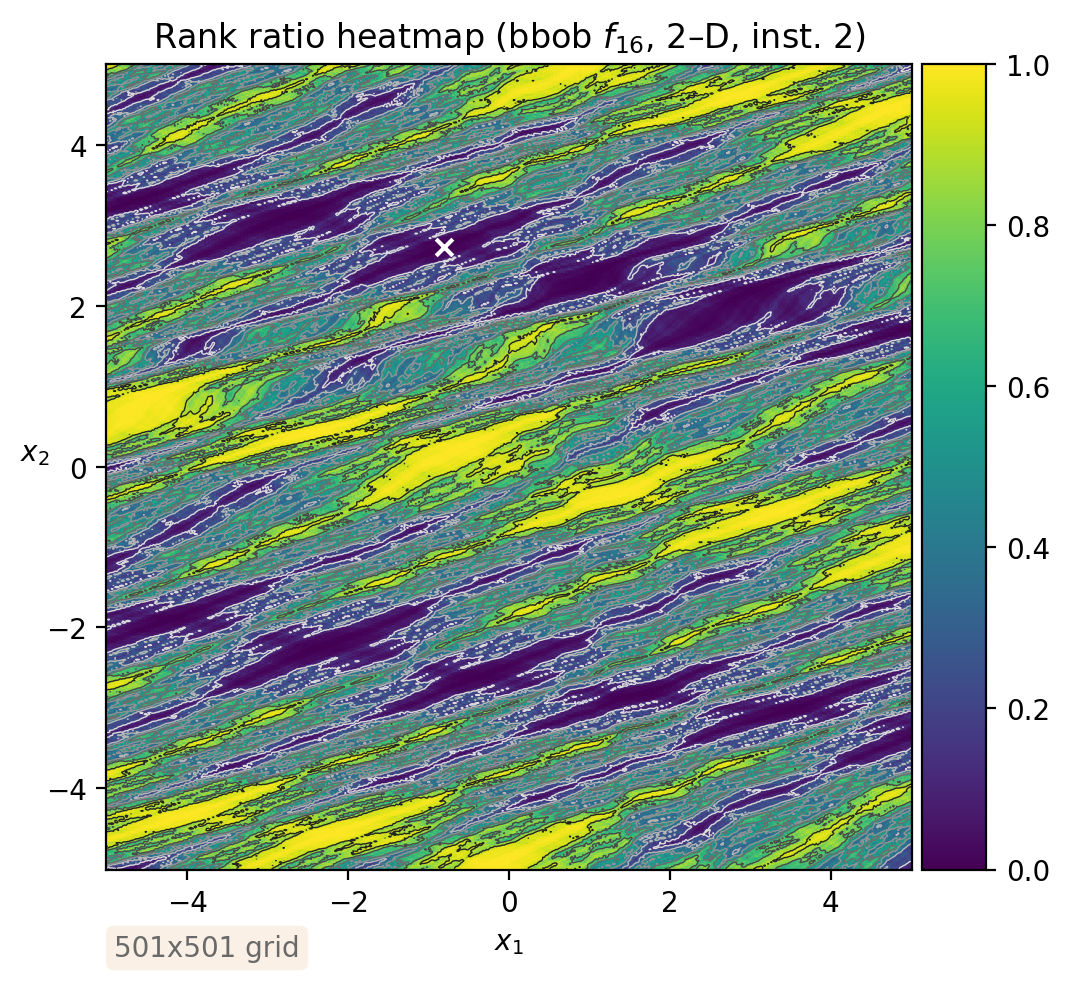 Rank ratio heatmap (bbob f₁₆, 2–D, inst. 2)
1.0
0.8
0.6
0.4
0.2
0.0
4
2
0
−2
−4
x₂
−4 −2 0 2 4
x₁
501x501 grid